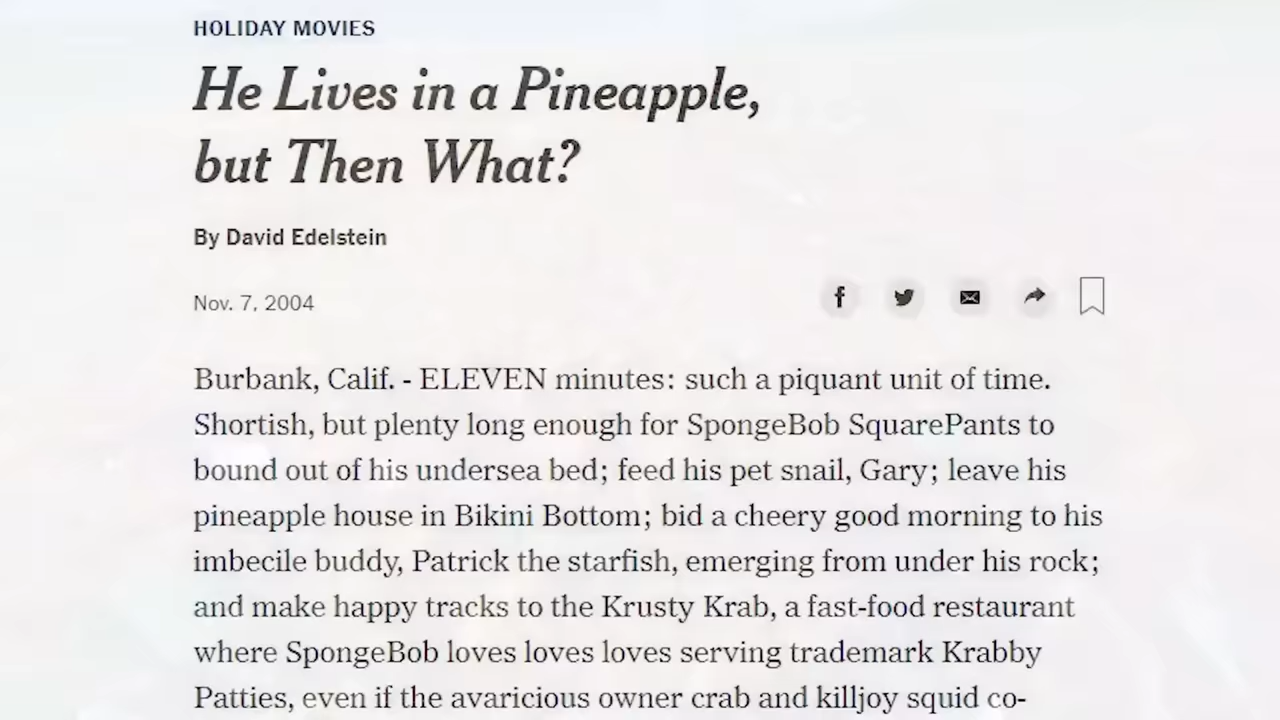 HOLIDAY MOVIES
He Lives in a Pineapple,
but Then What?
By David Edelstein
Nov. 7, 2004
Burbank, Calif. - ELEVEN minutes: such a piquant unit of time.
Shortish, but plenty long enough for SpongeBob SquarePants to
bound out of his undersea bed; feed his pet snail, Gary; leave his
pineapple house in Bikini Bottom; bid a cheery good morning to his
imbecile buddy, Patrick the starfish, emerging from under his rock;
and make happy tracks to the Krusty Krab, a fast-food restaurant
where SpongeBob loves loves loves serving trademark Krabby
Patties, even if the avaricious owner crab and killjoy squid co-